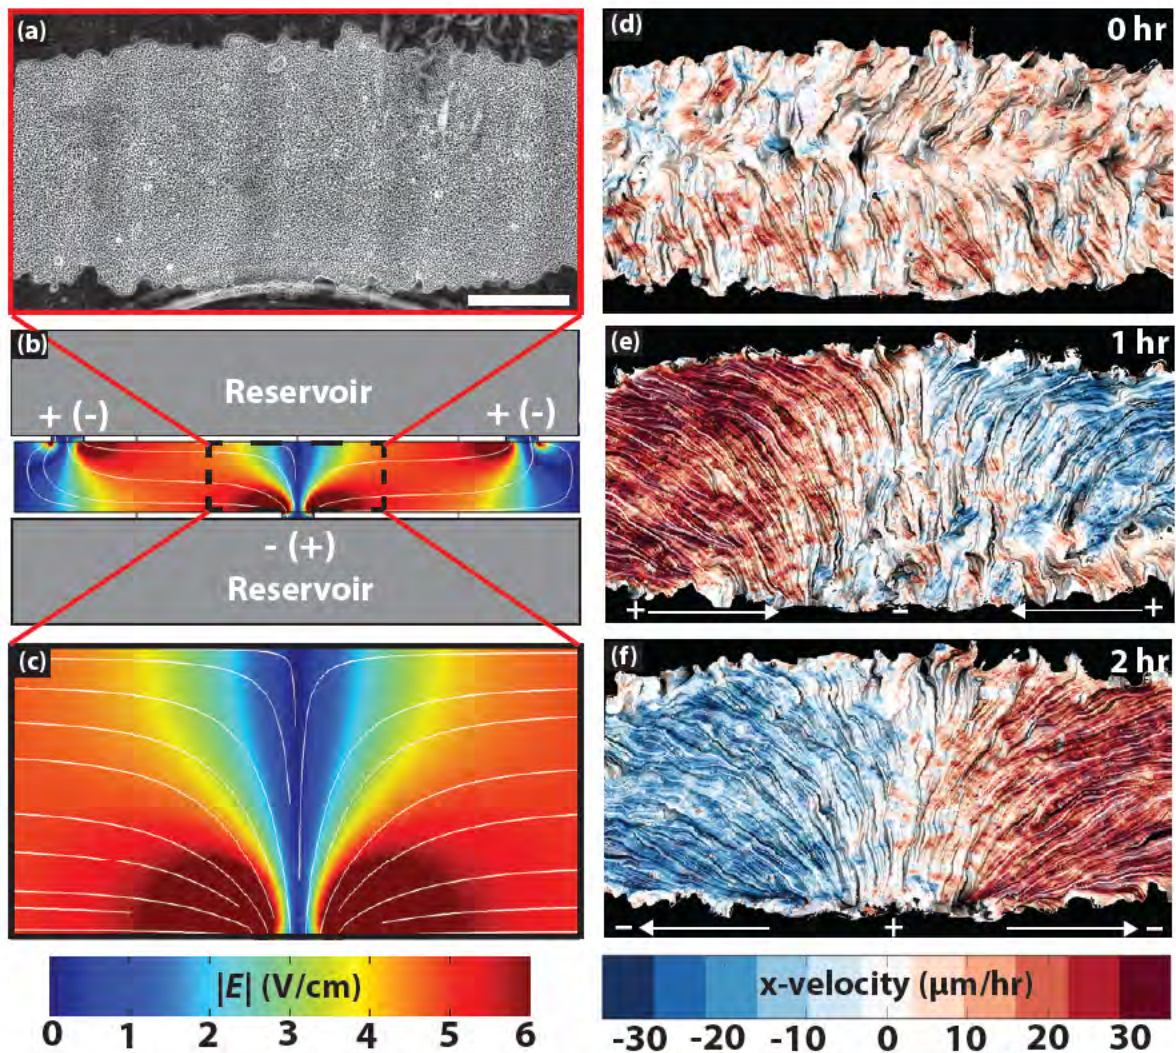 (a)
(b)
Reservoir
+ (-)
+ (-)
- (+)
Reservoir
(c)
|E| (V/cm)
0 1 2 3 4 5 6
(d)
0 hr
(e)
1 hr
+ - +
(f)
2 hr
- + -
x-velocity (μm/hr)
-30 -20 -10 0 10 20 30